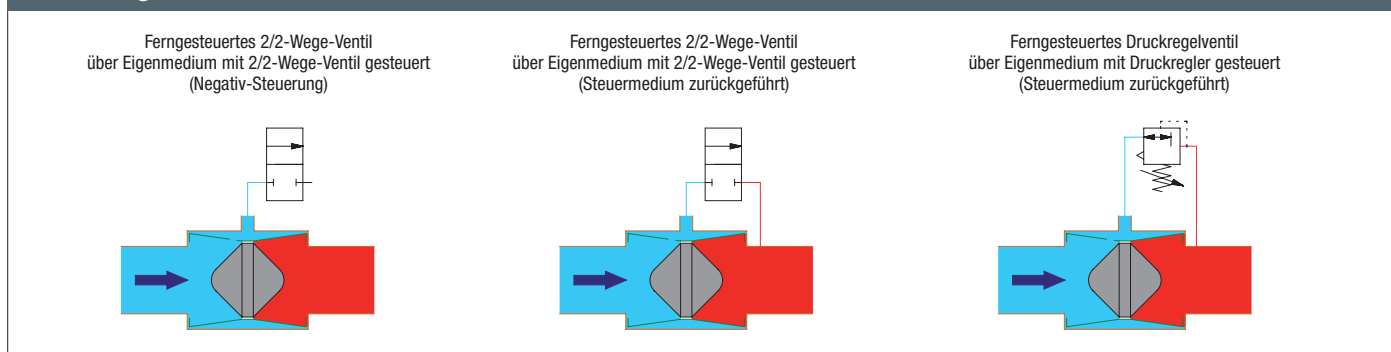 Ferngesteuertes 2/2-Wege-Ventil
über Eigenmedium mit 2/2-Wege-Ventil gesteuert
(Negativ-Steuerung)
Ferngesteuertes 2/2-Wege-Ventil
über Eigenmedium mit 2/2-Wege-Ventil gesteuert
(Steuermedium zurückgeführt)
Ferngesteuertes Druckregelventil
über Eigenmedium mit Druckregler gesteuert
(Steuermedium zurückgeführt)